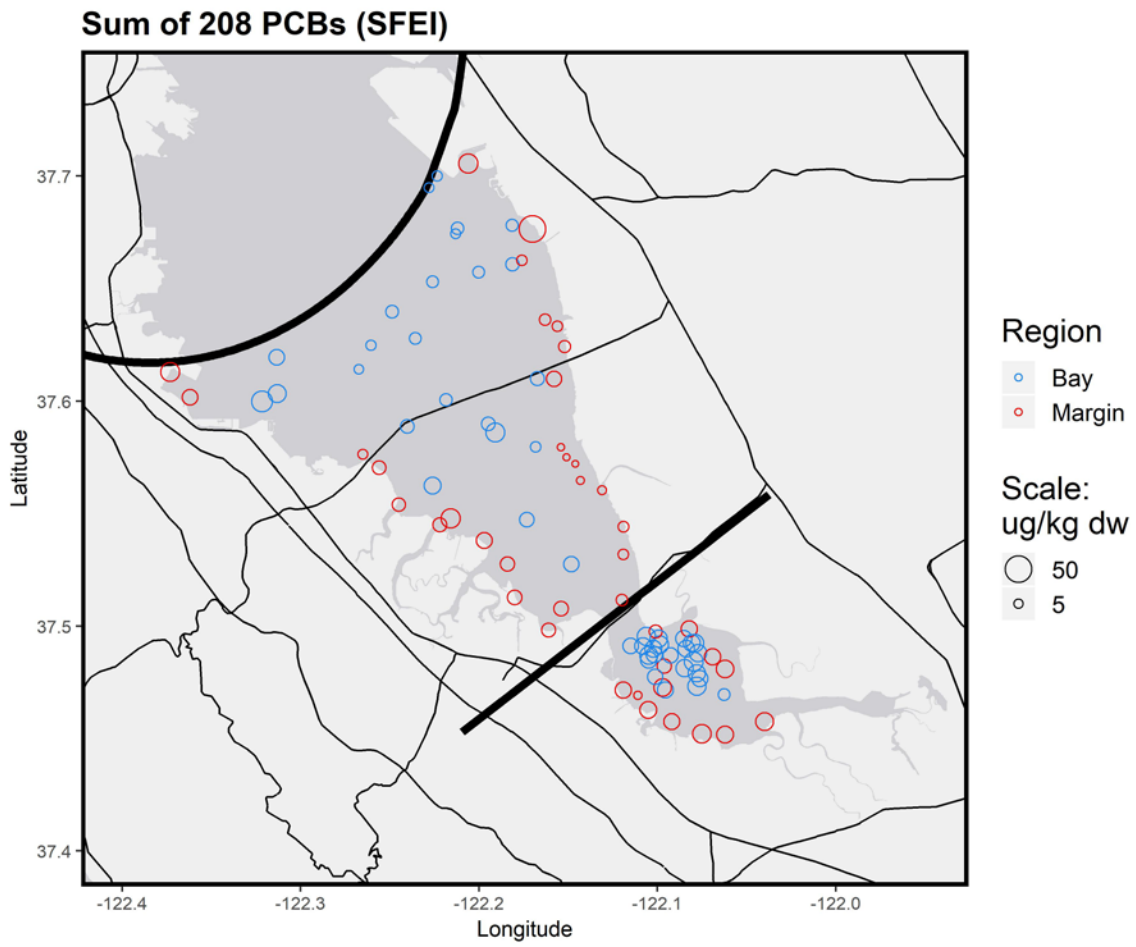 Sum of 208 PCBs (SFEI)
37.7
37.6
37.5
37.4
Latitude
-122.4
-122.3
-122.2
-122.1
-122.0
Longitude
Region
Bay
Margin
Scale:
ug/kg dw
50
5